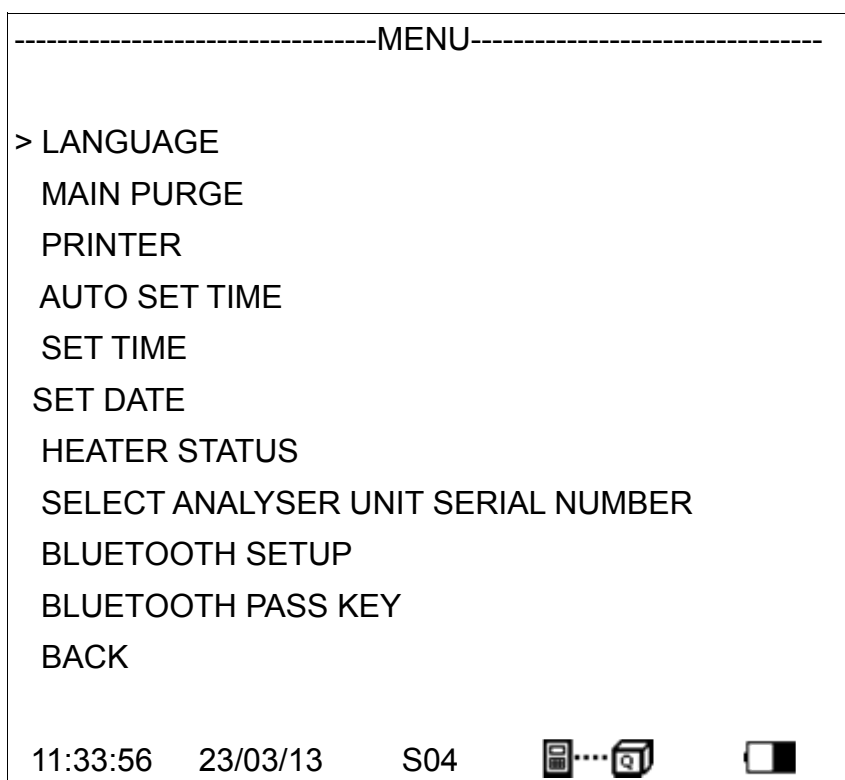 ---------------------------------MENU--------------------------------
> LANGUAGE
MAIN PURGE
PRINTER
AUTO SET TIME
SET TIME
SET DATE
HEATER STATUS
SELECT ANALYSER UNIT SERIAL NUMBER
BLUETOOTH SETUP
BLUETOOTH PASS KEY
BACK
11:33:56 23/03/13 S04 Q